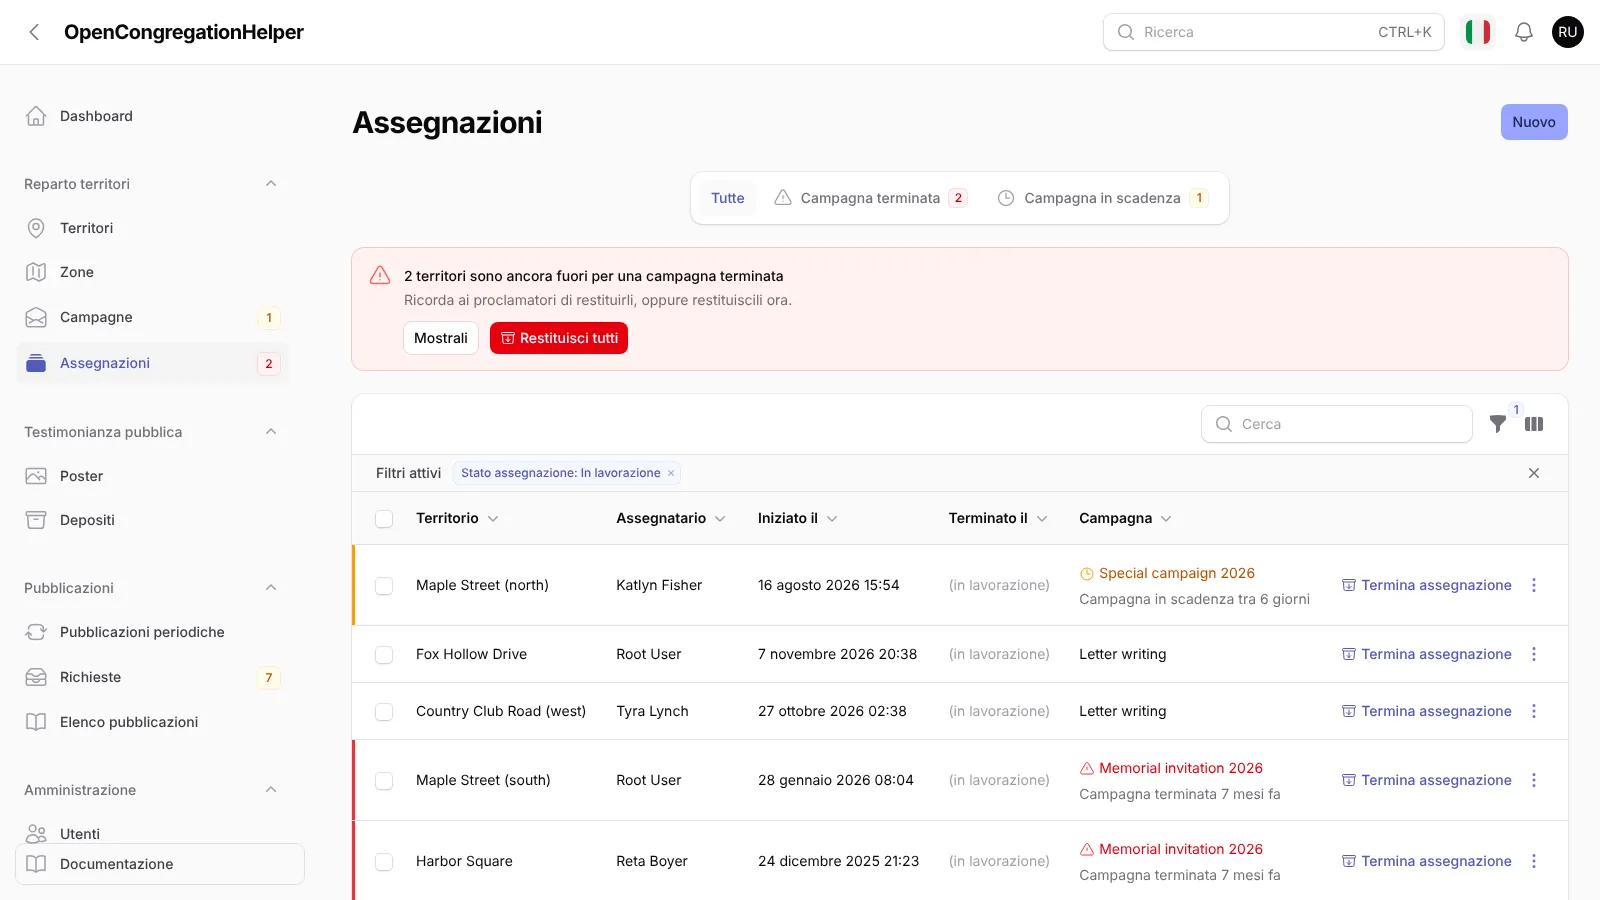 OpenCongregationHelper
Ricerca
CTRL+K
RU
Dashboard
Reparto territori
Territori
Zone
Campagne
1
Assegnazioni
2
Testimonianza pubblica
Poster
Depositi
Pubblicazioni
Pubblicazioni periodiche
Richieste
7
Elenco pubblicazioni
Amministrazione
Utenti
Documentazione
Assegnazioni
Nuovo
Tutte
Campagna terminata 2
Campagna in scadenza 1
2 territori sono ancora fuori per una campagna terminata
Ricorda ai proclamatori di restituirli, oppure restituiscili ora.
Mostrali
Restituisci tutti
Cerca
1
Filtri attivi
Stato assegnazione: In lavorazione ×
Territorio Assegnatario Iniziato il Terminato il Campagna
Maple Street (north) Katlyn Fisher 16 agosto 2026 15:54 (in lavorazione) Special campaign 2026 Termina assegnazione
Campagna in scadenza tra 6 giorni
Fox Hollow Drive Root User 7 novembre 2026 20:38 (in lavorazione) Letter writing Termina assegnazione
Country Club Road (west) Tyra Lynch 27 ottobre 2026 02:38 (in lavorazione) Letter writing Termina assegnazione
Maple Street (south) Root User 28 gennaio 2026 08:04 (in lavorazione) Memorial invitation 2026 Termina assegnazione
Campagna terminata 7 mesi fa
Harbor Square Reta Boyer 24 dicembre 2025 21:23 (in lavorazione) Memorial invitation 2026 Termina assegnazione
Campagna terminata 7 mesi fa